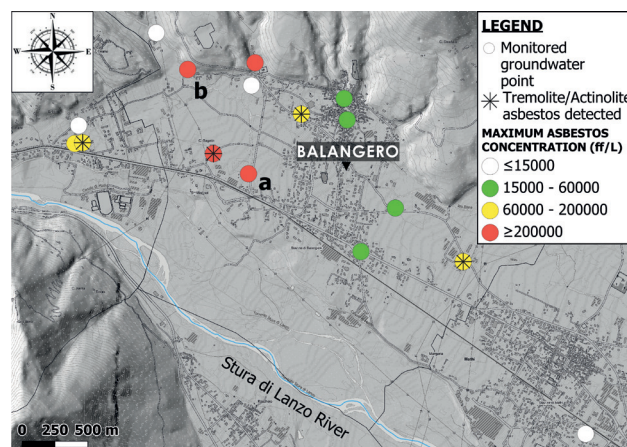 N
W E
S
LEGEND
Monitored
groundwater
point
Tremolite/Actinolite
asbestos detected
MAXIMUM ASBESTOS
CONCENTRATION (ff/L)
≤15000
15000 - 60000
60000 - 200000
≥200000
b
BALANGERO
a
Stura di Lanzo River
0 250 500 m